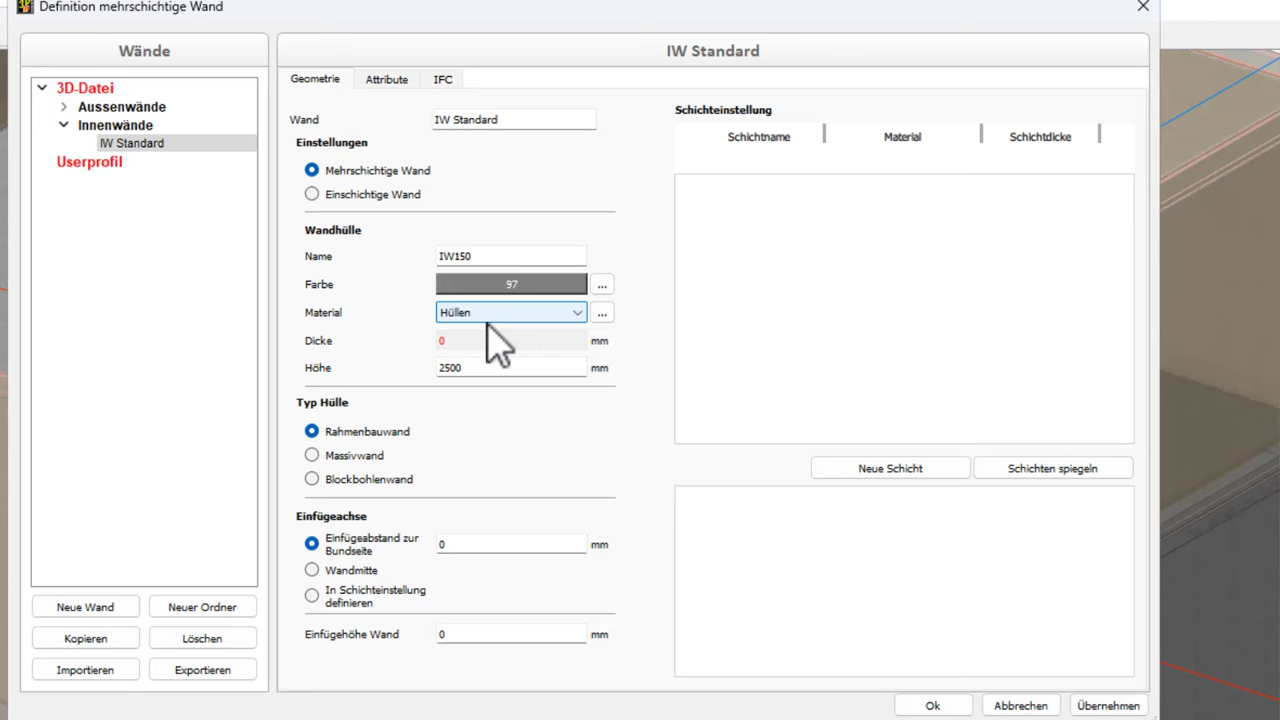 Definition mehrschichtige Wand
Wände
3D-Datei
Aussenwände
Innenwände
IW Standard
Userprofil
Neue Wand
Neuer Ordner
Kopieren
Löschen
Importieren
Exportieren
IW Standard
Geometrie
Attribute
IFC
Wand
IW Standard
Einstellungen
Mehrschichtige Wand
Einschichtige Wand
Wandhülle
Name
IW150
Farbe
97
...
Material
Hüllen
...
Dicke
0
mm
Höhe
2500
mm
Typ Hülle
Rahmenbauwand
Massivwand
Blockbohlenwand
Einfügeachse
Einfügeabstand zur
Bundseite
0
mm
Wandmitte
In Schichteinstellung
definieren
Einfügehöhe Wand
0
mm
Schichteinstellung
Schichtname
Material
Schichtdicke
Neue Schicht
Schichten spiegeln
Ok
Abbrechen
Übernehmen